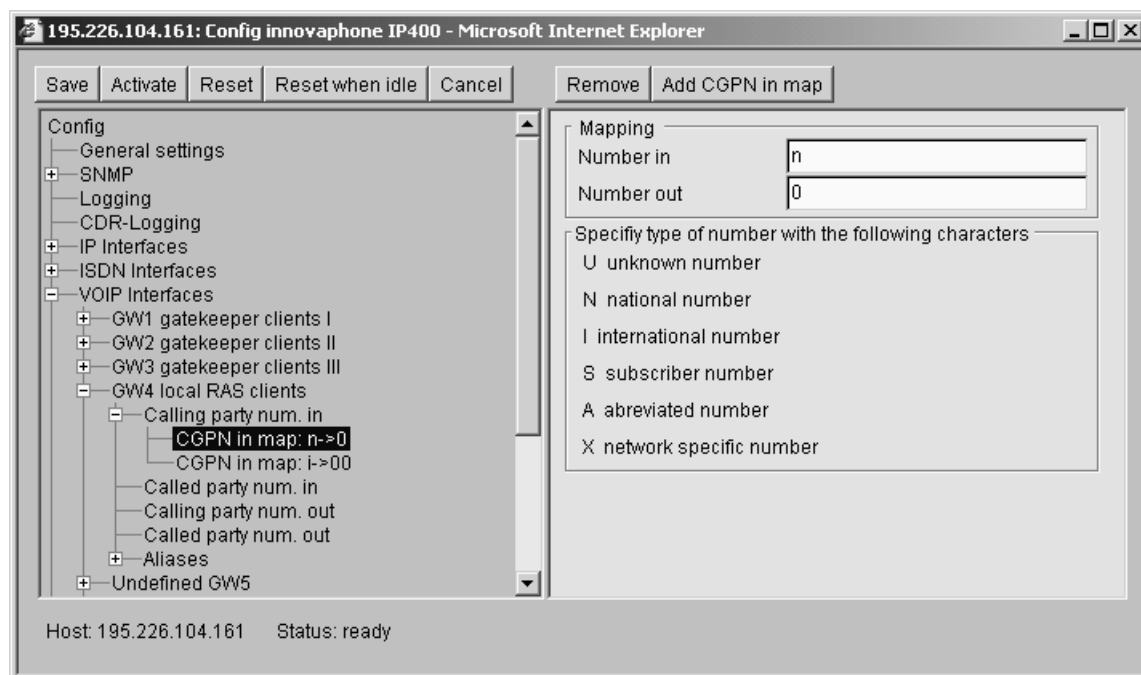 195.226.104.161: Config innovaphone IP400 - Microsoft Internet Explorer
Save Activate Reset Reset when idle Cancel Remove Add CGPN in map
Config
General settings
SNMP
Logging
CDR-Logging
IP Interfaces
ISDN Interfaces
VOIP Interfaces
GW1 gatekeeper clients I
GW2 gatekeeper clients II
GW3 gatekeeper clients III
GW4 local RAS clients
Calling party num. in
CGPN in map: n->0
CGPN in map: i->00
Called party num. in
Calling party num. out
Called party num. out
Aliases
Undefined GW5
Mapping
Number in n
Number out 0
Specifiy type of number with the following characters
U unknown number
N national number
I international number
S subscriber number
A abreviated number
X network specific number
Host: 195.226.104.161 Status: ready